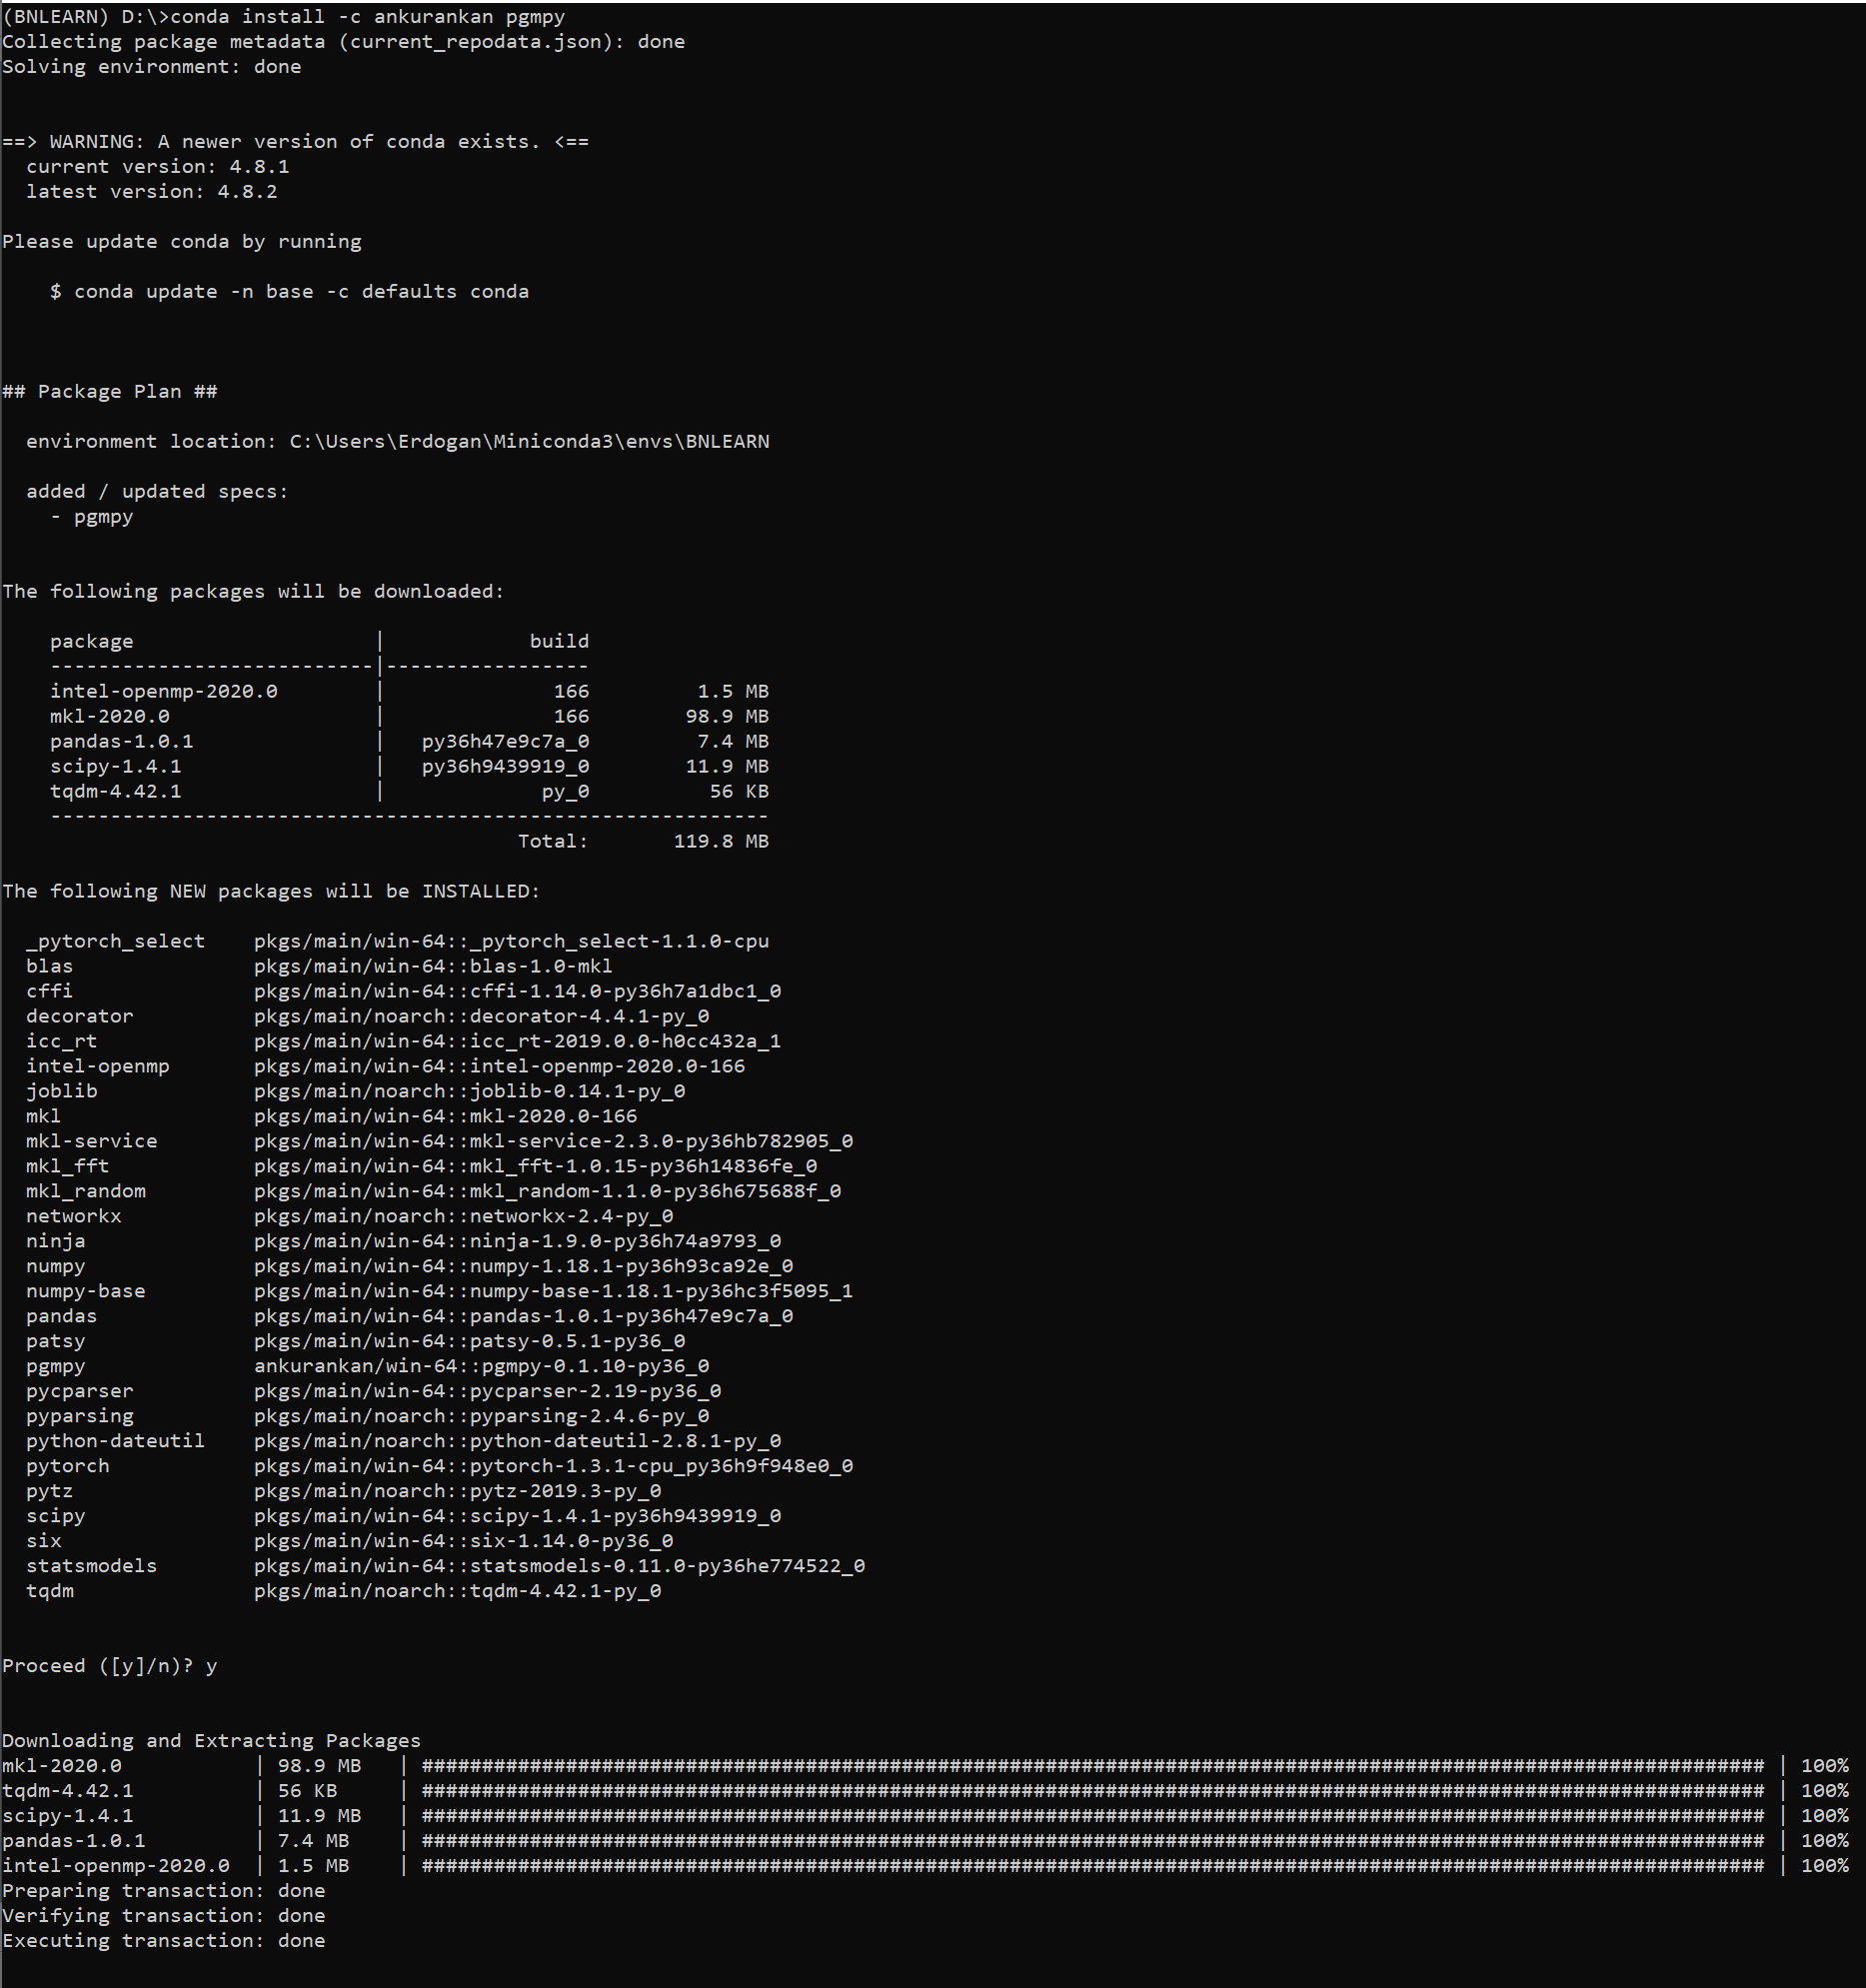 (BNLEARN) D:\>conda install -c ankurankan pgmpy
Collecting package metadata (current_repodata.json): done
Solving environment: done
==> WARNING: A newer version of conda exists. <==
  current version: 4.8.1
  latest version: 4.8.2
Please update conda by running
    $ conda update -n base -c defaults conda
## Package Plan ##
  environment location: C:\Users\Erdogan\Miniconda3\envs\BNLEARN
  added / updated specs:
    - pgmpy
The following packages will be downloaded:
    package                    |            build
    ---------------------------|-----------------
    intel-openmp-2020.0        |              166         1.5 MB
    mkl-2020.0                 |              166        98.9 MB
    pandas-1.0.1               |   py36h47e9c7a_0         7.4 MB
    scipy-1.4.1                |   py36h9439919_0        11.9 MB
    tqdm-4.42.1                |             py_0          56 KB
    ------------------------------------------------------------
                                           Total:       119.8 MB
The following NEW packages will be INSTALLED:
  _pytorch_select    pkgs/main/win-64::_pytorch_select-1.1.0-cpu
  blas               pkgs/main/win-64::blas-1.0-mkl
  cffi               pkgs/main/win-64::cffi-1.14.0-py36h7a1dbc1_0
  decorator          pkgs/main/noarch::decorator-4.4.1-py_0
  icc_rt             pkgs/main/win-64::icc_rt-2019.0.0-h0cc432a_1
  intel-openmp       pkgs/main/win-64::intel-openmp-2020.0-166
  joblib             pkgs/main/noarch::joblib-0.14.1-py_0
  mkl                pkgs/main/win-64::mkl-2020.0-166
  mkl-service        pkgs/main/win-64::mkl-service-2.3.0-py36hb782905_0
  mkl_fft            pkgs/main/win-64::mkl_fft-1.0.15-py36h14836fe_0
  mkl_random         pkgs/main/win-64::mkl_random-1.1.0-py36h675688f_0
  networkx           pkgs/main/noarch::networkx-2.4-py_0
  ninja              pkgs/main/win-64::ninja-1.9.0-py36h74a9793_0
  numpy              pkgs/main/win-64::numpy-1.18.1-py36h93ca92e_0
  numpy-base         pkgs/main/win-64::numpy-base-1.18.1-py36hc3f5095_1
  pandas             pkgs/main/win-64::pandas-1.0.1-py36h47e9c7a_0
  patsy              pkgs/main/win-64::patsy-0.5.1-py36_0
  pgmpy              ankurankan/win-64::pgmpy-0.1.10-py36_0
  pycparser          pkgs/main/win-64::pycparser-2.19-py36_0
  pyparsing          pkgs/main/noarch::pyparsing-2.4.6-py_0
  python-dateutil    pkgs/main/noarch::python-dateutil-2.8.1-py_0
  pytorch            pkgs/main/win-64::pytorch-1.3.1-cpu_py36h9f948e0_0
  pytz               pkgs/main/noarch::pytz-2019.3-py_0
  scipy              pkgs/main/win-64::scipy-1.4.1-py36h9439919_0
  six                pkgs/main/win-64::six-1.14.0-py36_0
  statsmodels        pkgs/main/win-64::statsmodels-0.11.0-py36he774522_0
  tqdm               pkgs/main/noarch::tqdm-4.42.1-py_0
Proceed ([y]/n)? y
Downloading and Extracting Packages
mkl-2020.0           | 98.9 MB   | ################################################################################################################ | 100%
tqdm-4.42.1          | 56 KB     | ################################################################################################################ | 100%
scipy-1.4.1          | 11.9 MB   | ################################################################################################################ | 100%
pandas-1.0.1         | 7.4 MB    | ################################################################################################################ | 100%
intel-openmp-2020.0  | 1.5 MB    | ################################################################################################################ | 100%
Preparing transaction: done
Verifying transaction: done
Executing transaction: done